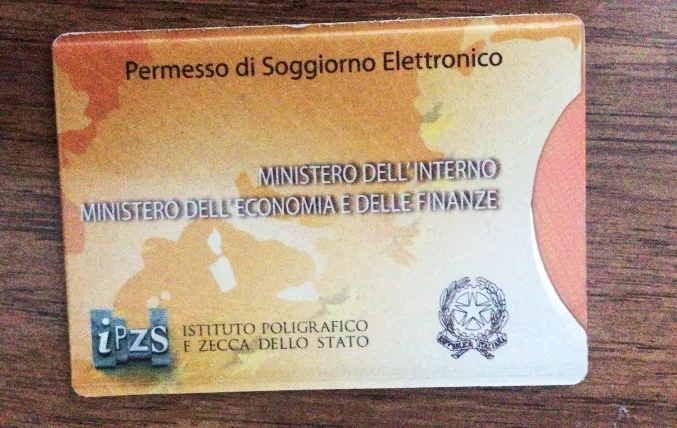 Permesso di Soggiorno Elettronico
MINISTERO DELL'INTERNO
MINISTERO DELL'ECONOMIA E DELLE FINANZE
iPZS
ISTITUTO POLIGRAFICO
E ZECCA DELLO STATO
REPVBBLICA ITALIANA